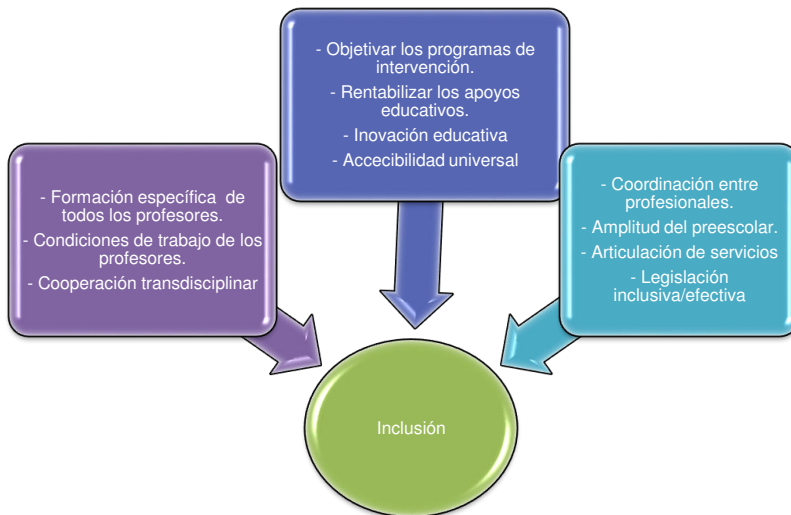 - Formación específica de
todos los profesores.
- Condiciones de trabajo de los
profesores.
- Cooperación transdisciplinar
- Objetivar los programas de
intervención.
- Rentabilizar los apoyos
educativos.
- Inovación educativa
- Accecibilidad universal
- Coordinación entre
profesionales.
- Amplitud del preescolar.
- Articulación de servicios
- Legislación
inclusiva/efectiva
Inclusión